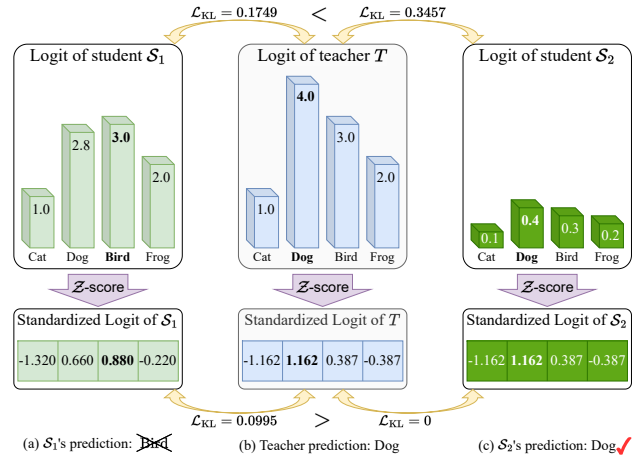 ℒ_KL = 0.1749 < ℒ_KL = 0.3457
Logit of student 𝒮₁
Logit of teacher T
Logit of student 𝒮₂
1.0 2.8 3.0 2.0
Cat Dog Bird Frog
1.0 4.0 3.0 2.0
Cat Dog Bird Frog
0.1 0.4 0.3 0.2
Cat Dog Bird Frog
𝒵-score
𝒵-score
𝒵-score
Standardized Logit of 𝒮₁
-1.320 0.660 0.880 -0.220
Standardized Logit of T
-1.162 1.162 0.387 -0.387
Standardized Logit of 𝒮₂
-1.162 1.162 0.387 -0.387
ℒ_KL = 0.0995 > ℒ_KL = 0
(a) 𝒮₁'s prediction: Bird
(b) Teacher prediction: Dog
(c) 𝒮₂'s prediction: Dog